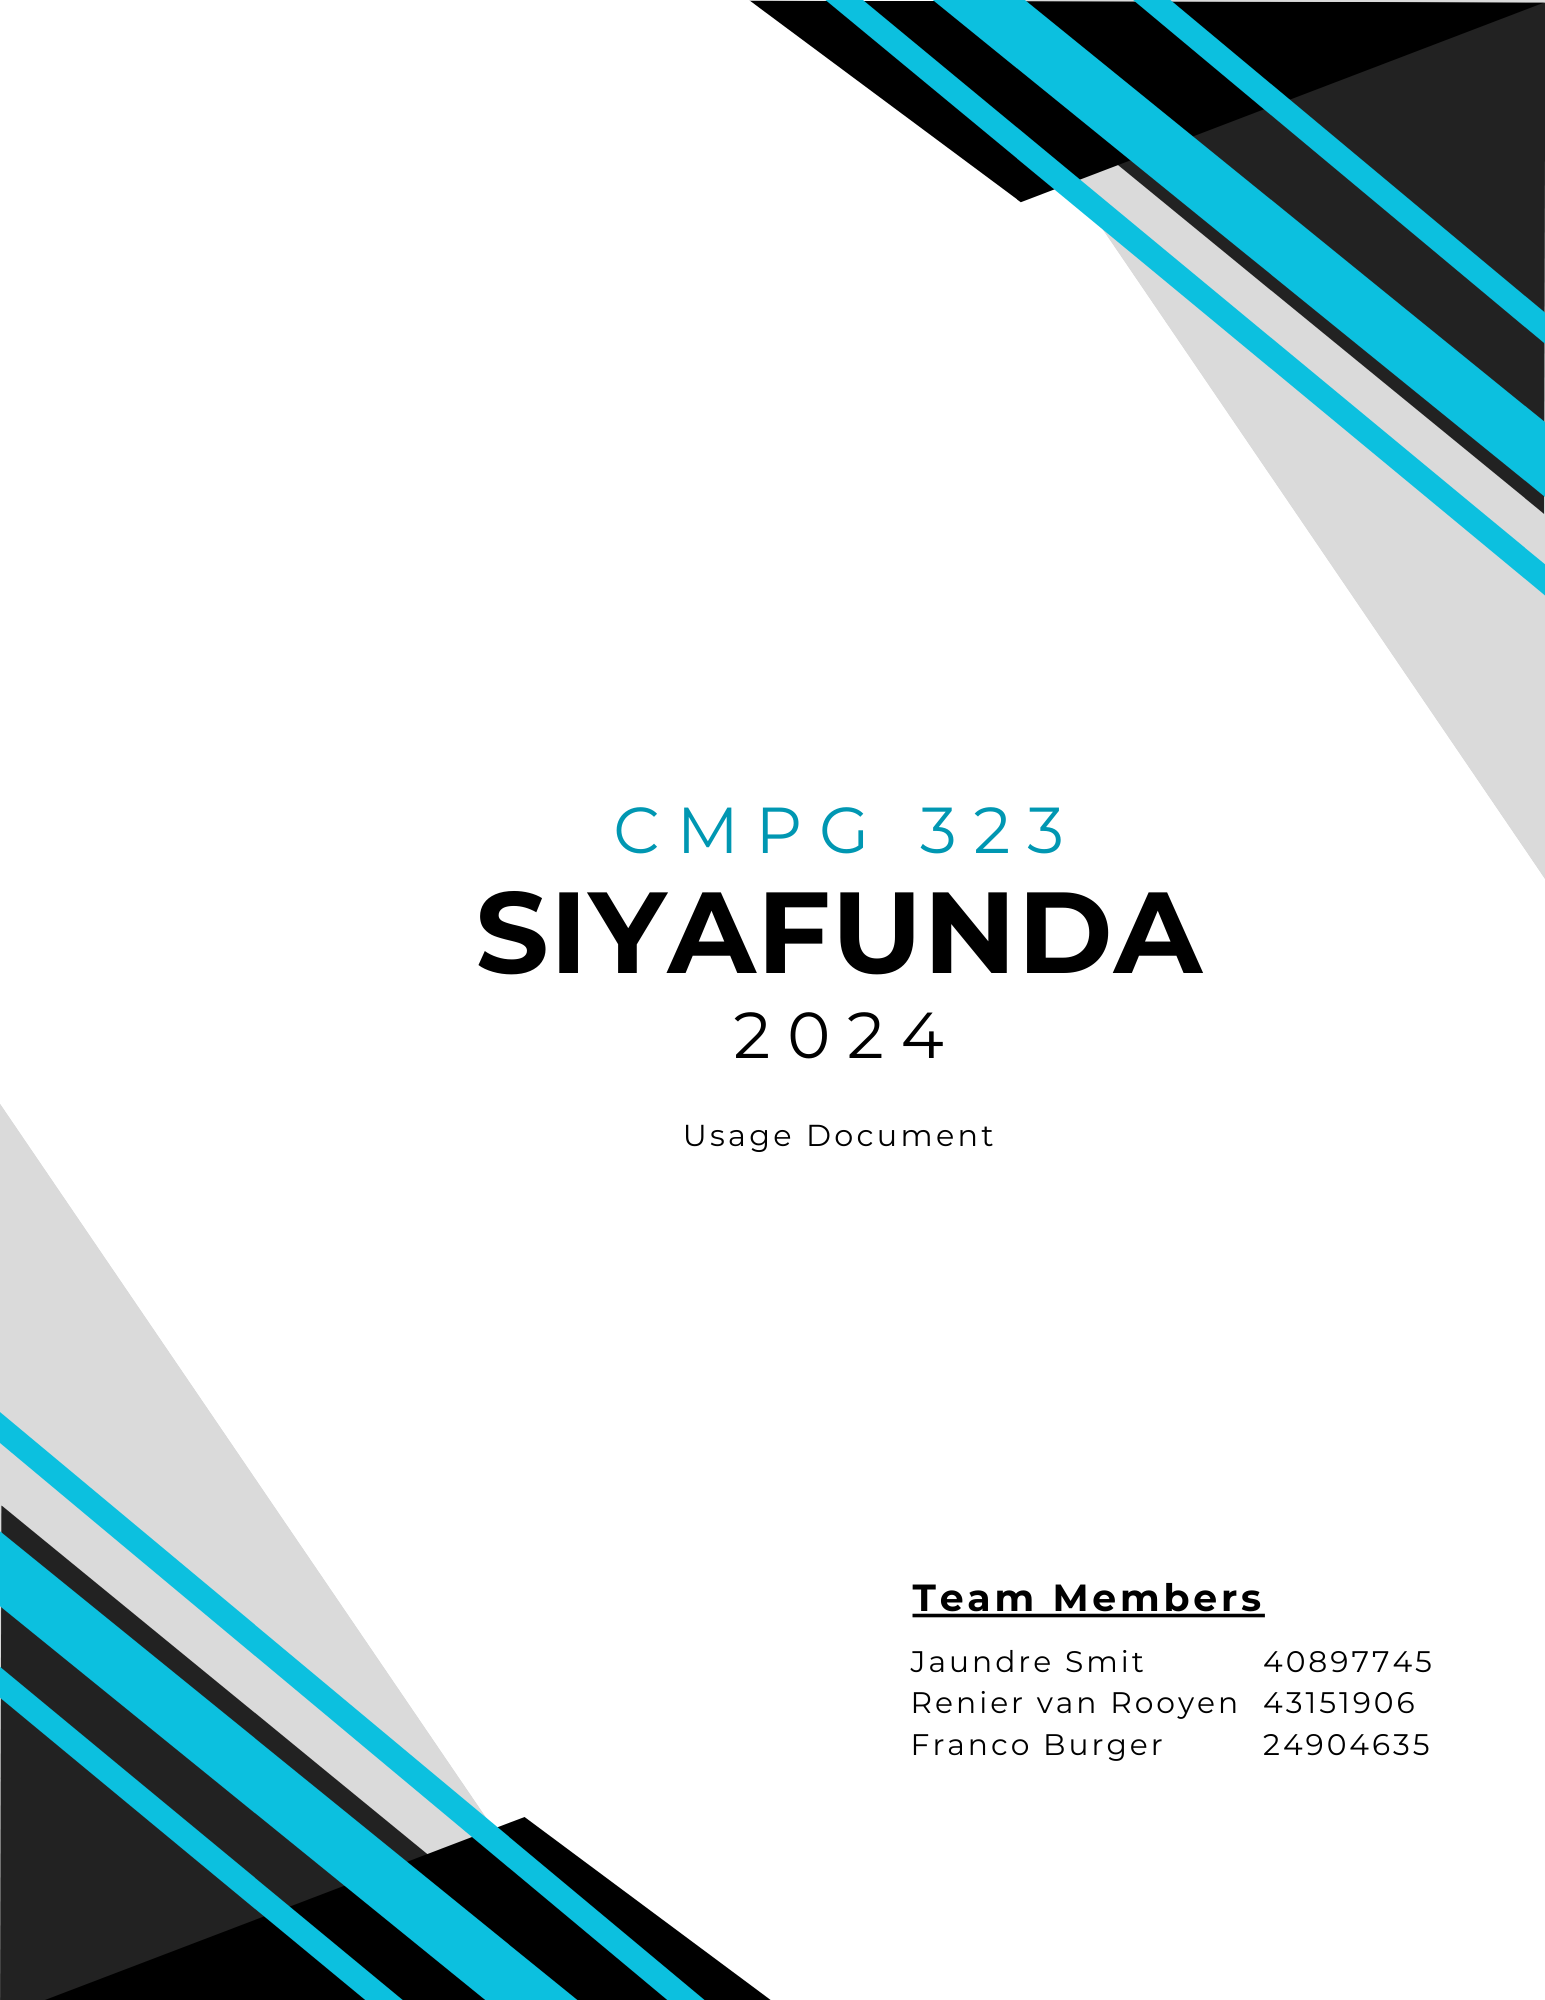 CMPG 323
SIYAFUNDA
2024
Usage Document
Team Members
Jaundre Smit 40897745
Renier van Rooyen 43151906
Franco Burger 24904635